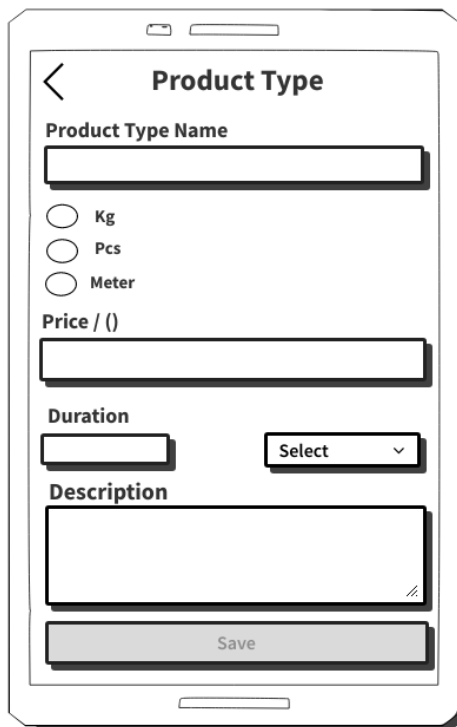 Product Type
Product Type Name
Kg
Pcs
Meter
Price / ()
Duration
Select
Description
Save